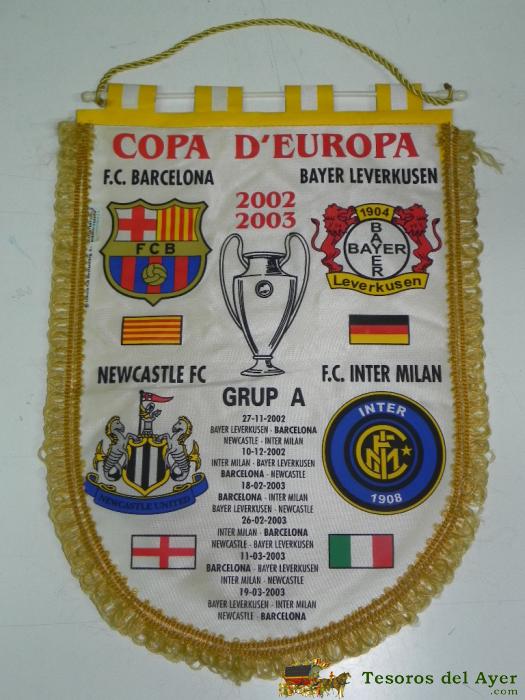 COPA D'EUROPA
F.C. BARCELONA
BAYER LEVERKUSEN
2002
2003
FCB
1904
BAYER
BAYER
Leverkusen
NEWCASTLE FC
F.C. INTER MILAN
GRUP A
NEWCASTLE UNITED
INTER
1908
27-11-2002
BAYER LEVERKUSEN - BARCELONA
NEWCASTLE - INTER MILAN
10-12-2002
INTER MILAN - BAYER LEVERKUSEN
BARCELONA - NEWCASTLE
18-02-2003
BARCELONA - INTER MILAN
BAYER LEVERKUSEN - NEWCASTLE
26-02-2003
INTER MILAN - BARCELONA
NEWCASTLE - BAYER LEVERKUSEN
11-03-2003
BARCELONA - BAYER LEVERKUSEN
INTER MILAN - NEWCASTLE
19-03-2003
BAYER LEVERKUSEN - INTER MILAN
NEWCASTLE - BARCELONA
Tesoros del Ayer
.com